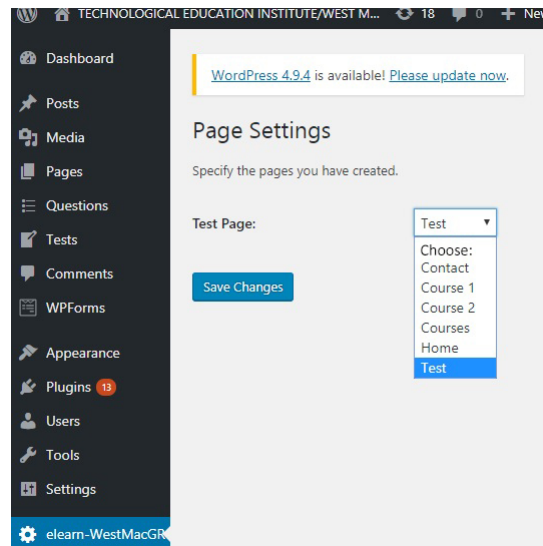 TECHNOLOGICAL EDUCATION INSTITUTE/WEST M... 18 0 + Nev
Dashboard
WordPress 4.9.4 is available! Please update now.
Posts
Media
Page Settings
Pages
Specify the pages you have created.
Questions
Test Page:
Test
Tests
Choose:
Contact
Comments
Save Changes
Course 1
WPForms
Course 2
Courses
Appearance
Home
Test
Plugins 13
Users
Tools
Settings
elearn-WestMacGR